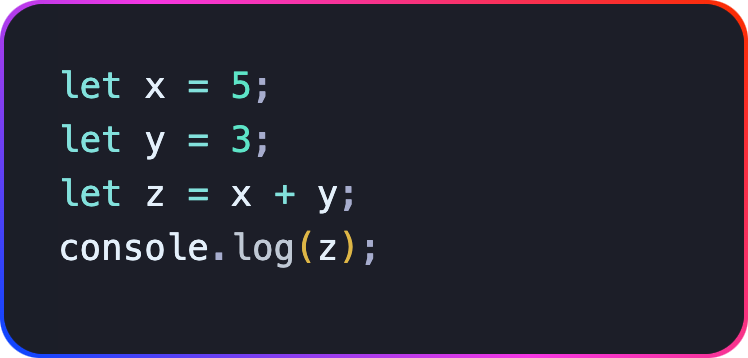 let x = 5;
let y = 3;
let z = x + y;
console.log(z);